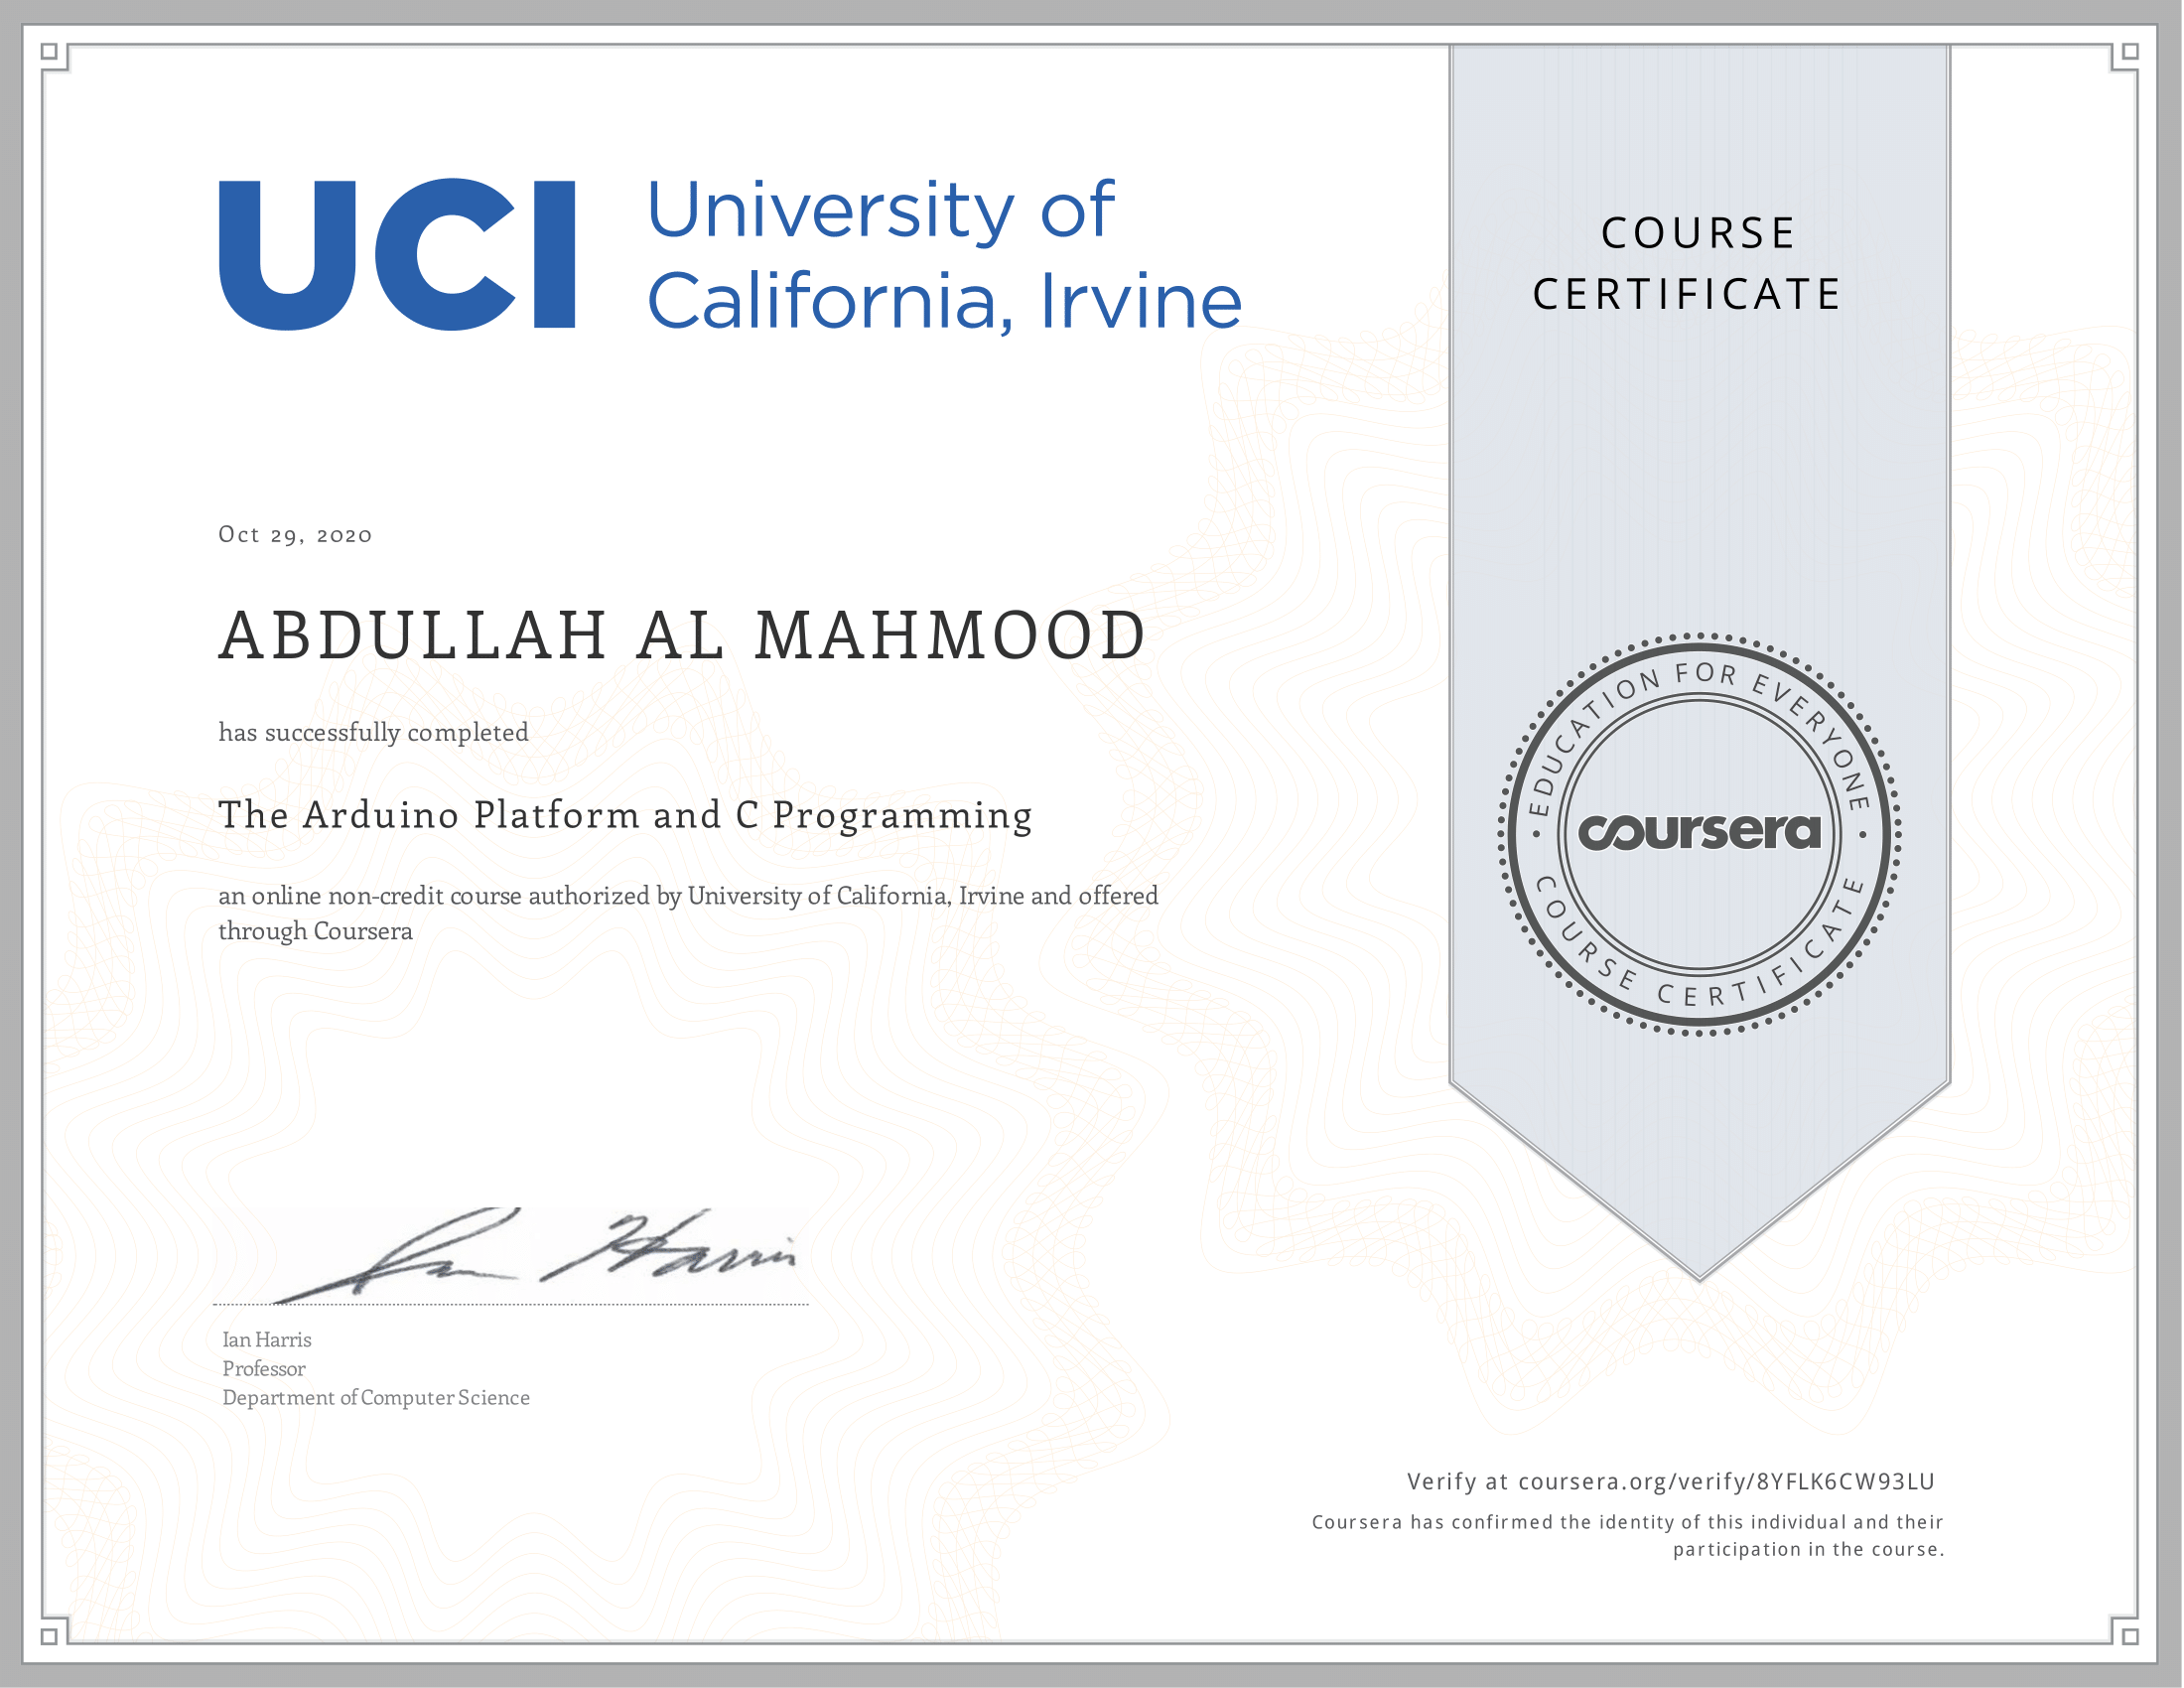 UCI University of
California, Irvine
COURSE
CERTIFICATE
Oct 29, 2020
ABDULLAH AL MAHMOOD
has successfully completed
The Arduino Platform and C Programming
an online non-credit course authorized by University of California, Irvine and offered
through Coursera
• EDUCATION FOR EVERYONE •
coursera
COURSE CERTIFICATE
Ian Harris
Ian Harris
Professor
Department of Computer Science
Verify at coursera.org/verify/8YFLK6CW93LU
Coursera has confirmed the identity of this individual and their
participation in the course.